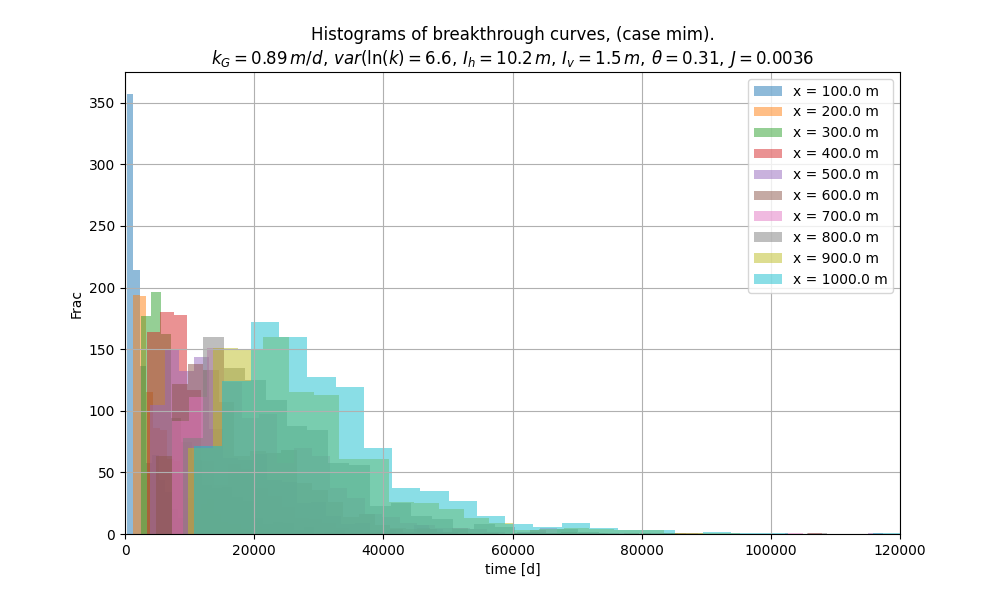 Histograms of breakthrough curves, (case mim).
k_G = 0.89 m/d, var(ln(k) = 6.6, I_h = 10.2 m, I_v = 1.5 m, θ = 0.31, J = 0.0036
x = 100.0 m
x = 200.0 m
x = 300.0 m
x = 400.0 m
x = 500.0 m
x = 600.0 m
x = 700.0 m
x = 800.0 m
x = 900.0 m
x = 1000.0 m
Frac
350
300
250
200
150
100
50
0
0 20000 40000 60000 80000 100000 120000
time [d]